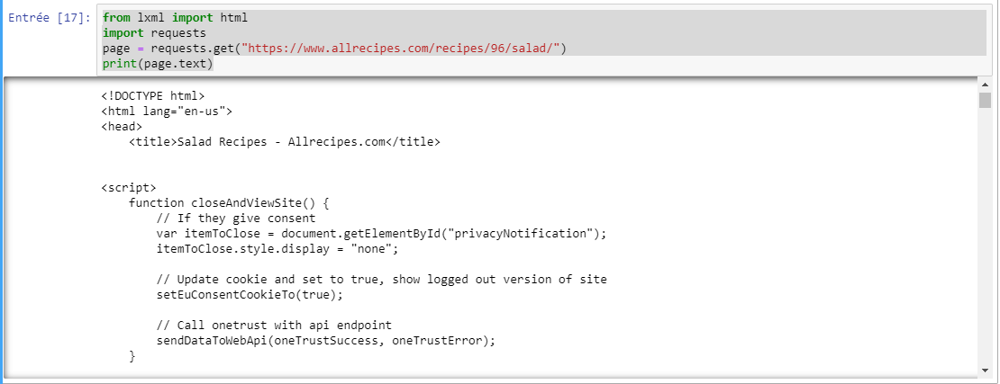 Entrée [17]: from lxml import html
import requests
page = requests.get("https://www.allrecipes.com/recipes/96/salad/")
print(page.text)
<!DOCTYPE html>
<html lang="en-us">
<head>
    <title>Salad Recipes - Allrecipes.com</title>
<script>
    function closeAndViewSite() {
        // If they give consent
        var itemToClose = document.getElementById("privacyNotification");
        itemToClose.style.display = "none";
        // Update cookie and set to true, show logged out version of site
        setEuConsentCookieTo(true);
        // Call onetrust with api endpoint
        sendDataToWebApi(oneTrustSuccess, oneTrustError);
    }